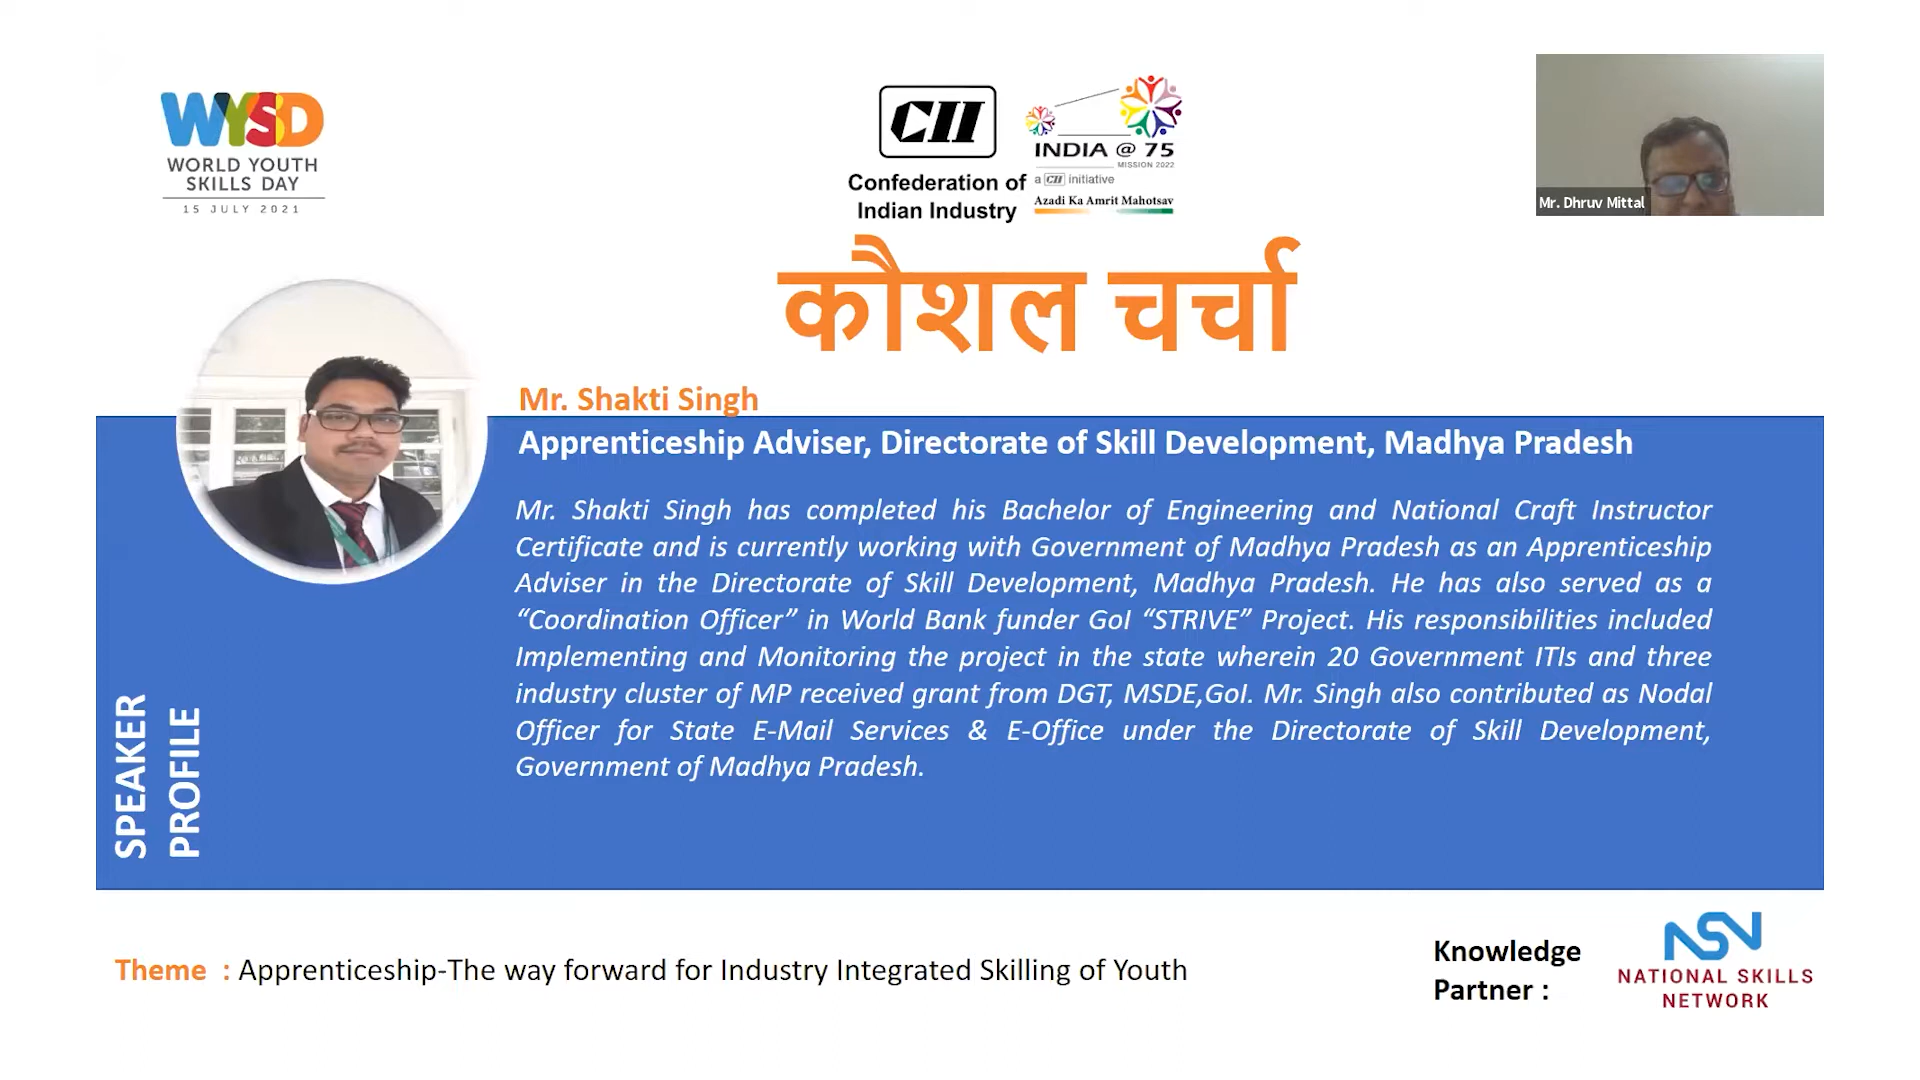 WYSD
WORLD YOUTH
SKILLS DAY
15 JULY 2021
CII
Confederation of
Indian Industry
INDIA @ 75
MISSION 2022
a CII initiative
Azadi Ka Amrit Mahotsav
Mr. Dhruv Mittal
कौशल चर्चा
Mr. Shakti Singh
Apprenticeship Adviser, Directorate of Skill Development, Madhya Pradesh
Mr. Shakti Singh has completed his Bachelor of Engineering and National Craft Instructor
Certificate and is currently working with Government of Madhya Pradesh as an Apprenticeship
Adviser in the Directorate of Skill Development, Madhya Pradesh. He has also served as a
“Coordination Officer” in World Bank funder GoI “STRIVE” Project. His responsibilities included
Implementing and Monitoring the project in the state wherein 20 Government ITIs and three
industry cluster of MP received grant from DGT, MSDE,GoI. Mr. Singh also contributed as Nodal
Officer for State E-Mail Services & E-Office under the Directorate of Skill Development,
Government of Madhya Pradesh.
SPEAKER
PROFILE
Theme : Apprenticeship-The way forward for Industry Integrated Skilling of Youth
Knowledge
Partner :
NSN
NATIONAL SKILLS
NETWORK